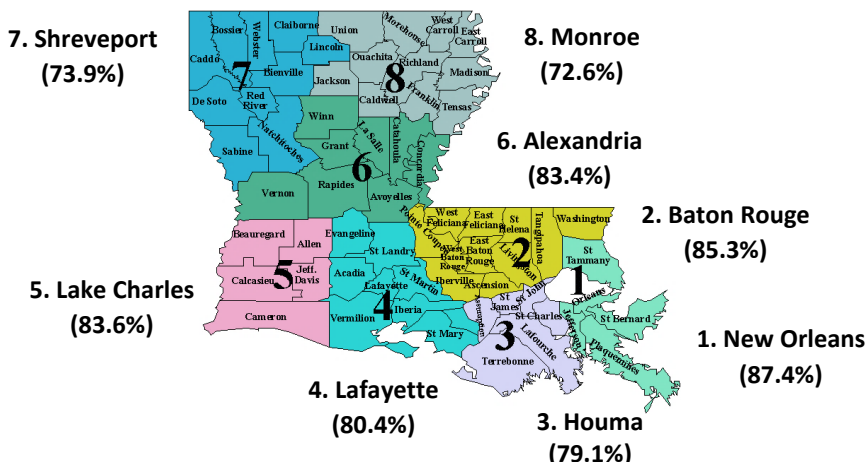 7. Shreveport
(73.9%)
8. Monroe
(72.6%)
6. Alexandria
(83.4%)
2. Baton Rouge
(85.3%)
5. Lake Charles
(83.6%)
1. New Orleans
(87.4%)
4. Lafayette
(80.4%)
3. Houma
(79.1%)
7
Caddo
Bossier
Webster
Claiborne
Lincoln
Bienville
De Soto
Red
River
Natchitoches
Sabine
8
Union
Morehouse
West
Carroll
East
Carroll
Ouachita
Richland
Madison
Jackson
Caldwell
Franklin
Tensas
6
Winn
Grant
La Salle
Catahoula
Concordia
Vernon
Rapides
Avoyelles
5
Beauregard
Allen
Calcasieu
Jeff.
Davis
Cameron
4
Evangeline
St Landry
Acadia
Lafayette
St Martin
Vermilion
Iberia
St Mary
2
Pointe Coupee
West
Feliciana
East
Feliciana
St
Helena
Tangipahoa
Washington
West
Baton
Rouge
East
Baton
Rouge
Livingston
Iberville
Ascension
3
Assumption
St
James
St John
St Charles
Lafourche
Terrebonne
1
St
Tammany
Orleans
Jefferson
St Bernard
Plaquemines